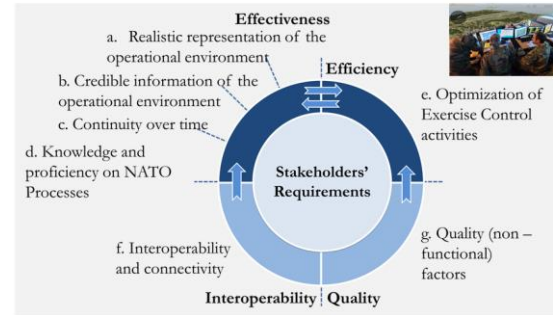 Effectiveness
a. Realistic representation of the
operational environment
Efficiency
b. Credible information of the
operational environment
c. Continuity over time
d. Knowledge and
proficiency on NATO
Processes
e. Optimization of
Exercise Control
activities
Stakeholders’
Requirements
f. Interoperability
and connectivity
g. Quality (non –
functional)
factors
Interoperability
Quality